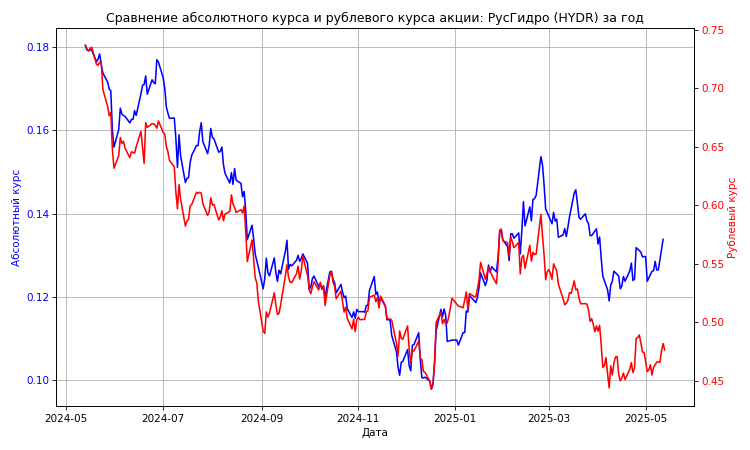 Сравнение абсолютного курса и рублевого курса акции: РусГидро (HYDR) за год
Абсолютный курс
0.18
0.16
0.14
0.12
0.10
0.75
0.70
0.65
0.60
0.55
0.50
0.45
Рублевый курс
2024-05 2024-07 2024-09 2024-11 2025-01 2025-03 2025-05
Дата